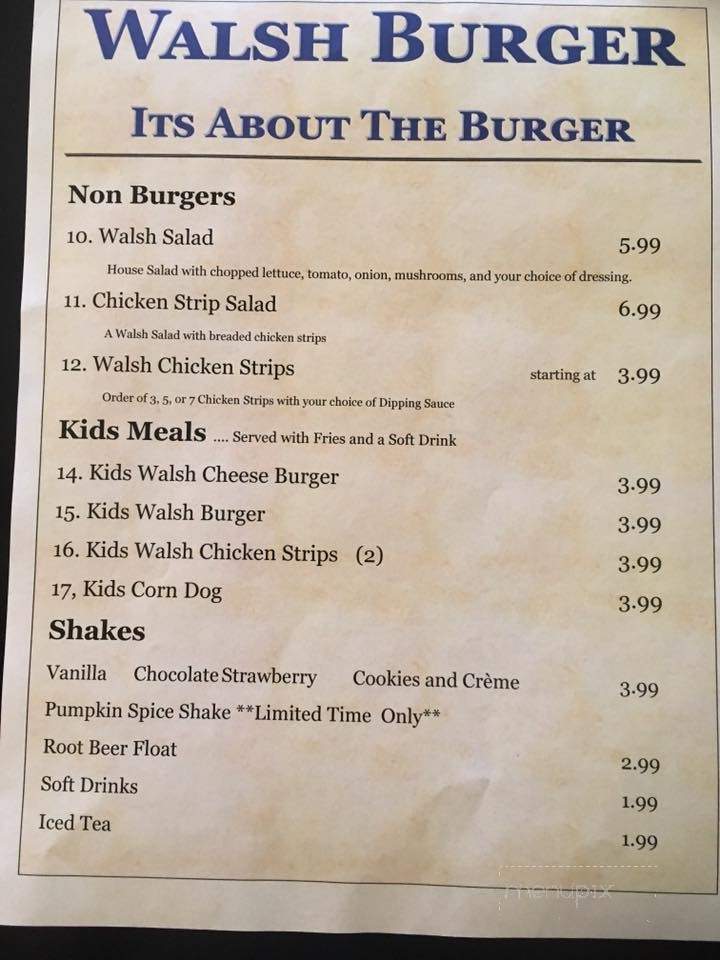 WALSH BURGER
ITS ABOUT THE BURGER
Non Burgers
10. Walsh Salad 5.99
House Salad with chopped lettuce, tomato, onion, mushrooms, and your choice of dressing.
11. Chicken Strip Salad 6.99
A Walsh Salad with breaded chicken strips
12. Walsh Chicken Strips starting at 3.99
Order of 3, 5, or 7 Chicken Strips with your choice of Dipping Sauce
Kids Meals .... Served with Fries and a Soft Drink
14. Kids Walsh Cheese Burger 3.99
15. Kids Walsh Burger 3.99
16. Kids Walsh Chicken Strips (2) 3.99
17, Kids Corn Dog 3.99
Shakes
Vanilla Chocolate Strawberry Cookies and Crème 3.99
Pumpkin Spice Shake **Limited Time Only**
Root Beer Float 2.99
Soft Drinks 1.99
Iced Tea 1.99
menupix